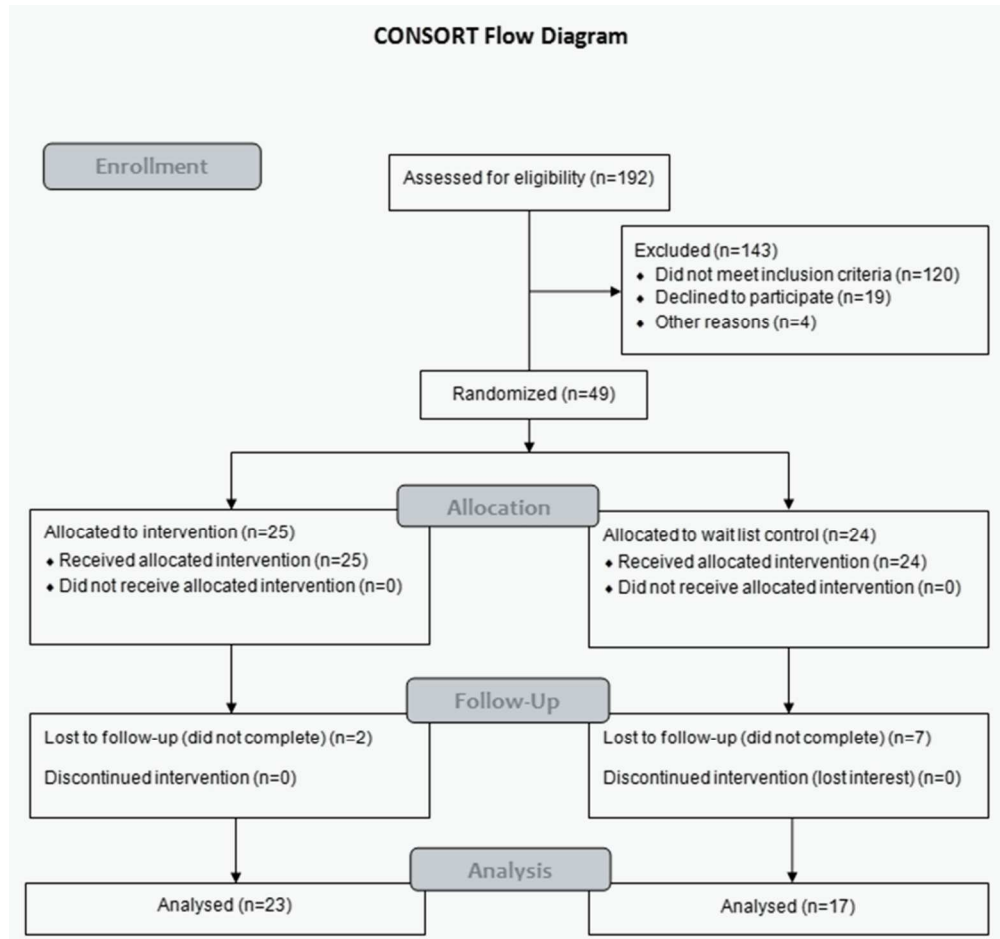 CONSORT Flow Diagram
Enrollment
Assessed for eligibility (n=192)
Excluded (n=143)
⬧ Did not meet inclusion criteria (n=120)
⬧ Declined to participate (n=19)
⬧ Other reasons (n=4)
Randomized (n=49)
Allocation
Allocated to intervention (n=25)
⬧ Received allocated intervention (n=25)
⬧ Did not receive allocated intervention (n=0)
Allocated to wait list control (n=24)
⬧ Received allocated intervention (n=24)
⬧ Did not receive allocated intervention (n=0)
Follow-Up
Lost to follow-up (did not complete) (n=2)
Discontinued intervention (n=0)
Lost to follow-up (did not complete) (n=7)
Discontinued intervention (lost interest) (n=0)
Analysis
Analysed (n=23)
Analysed (n=17)